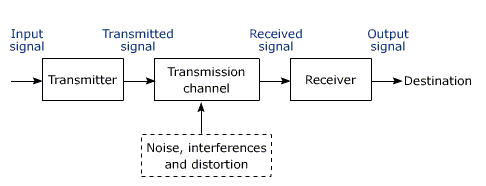 Input signal
Transmitted signal
Received signal
Output signal
Transmitter
Transmission channel
Receiver
Destination
Noise, interferences
and distortion